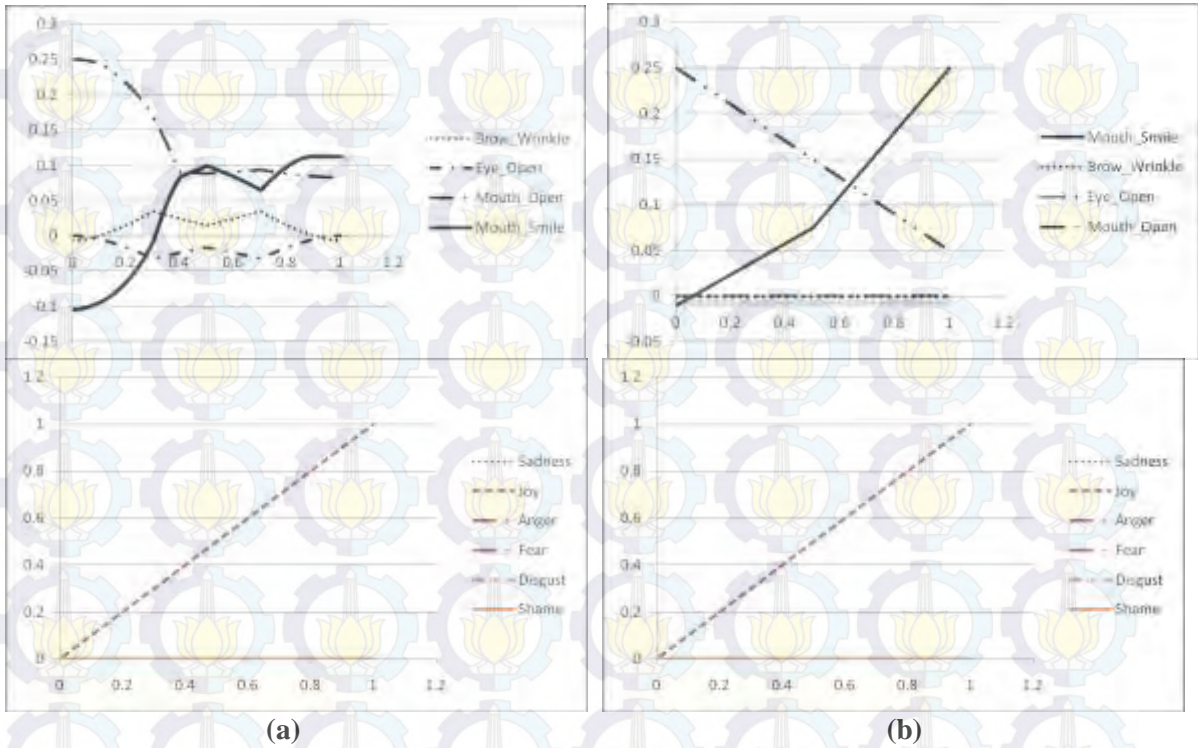 0.3
0.25
0.2
0.15
0.1
0.05
0
-0.05
-0.1
-0.15
0 0.2 0.4 0.6 0.8 1 1.2
Brow_Wrinkle
Eye_Open
Mouth_Open
Mouth_Smile
0.3
0.25
0.2
0.15
0.1
0.05
0
-0.05
0 0.2 0.4 0.6 0.8 1 1.2
Mouth_Smile
Brow_Wrinkle
Eye_Open
Mouth_Open
1.2
1
0.8
0.6
0.4
0.2
0
0 0.2 0.4 0.6 0.8 1 1.2
Sadness
Joy
Anger
Fear
Disgust
Shame
(a)
1.2
1
0.8
0.6
0.4
0.2
0
0 0.2 0.4 0.6 0.8 1 1.2
Sadness
Joy
Anger
Fear
Disgust
Shame
(b)